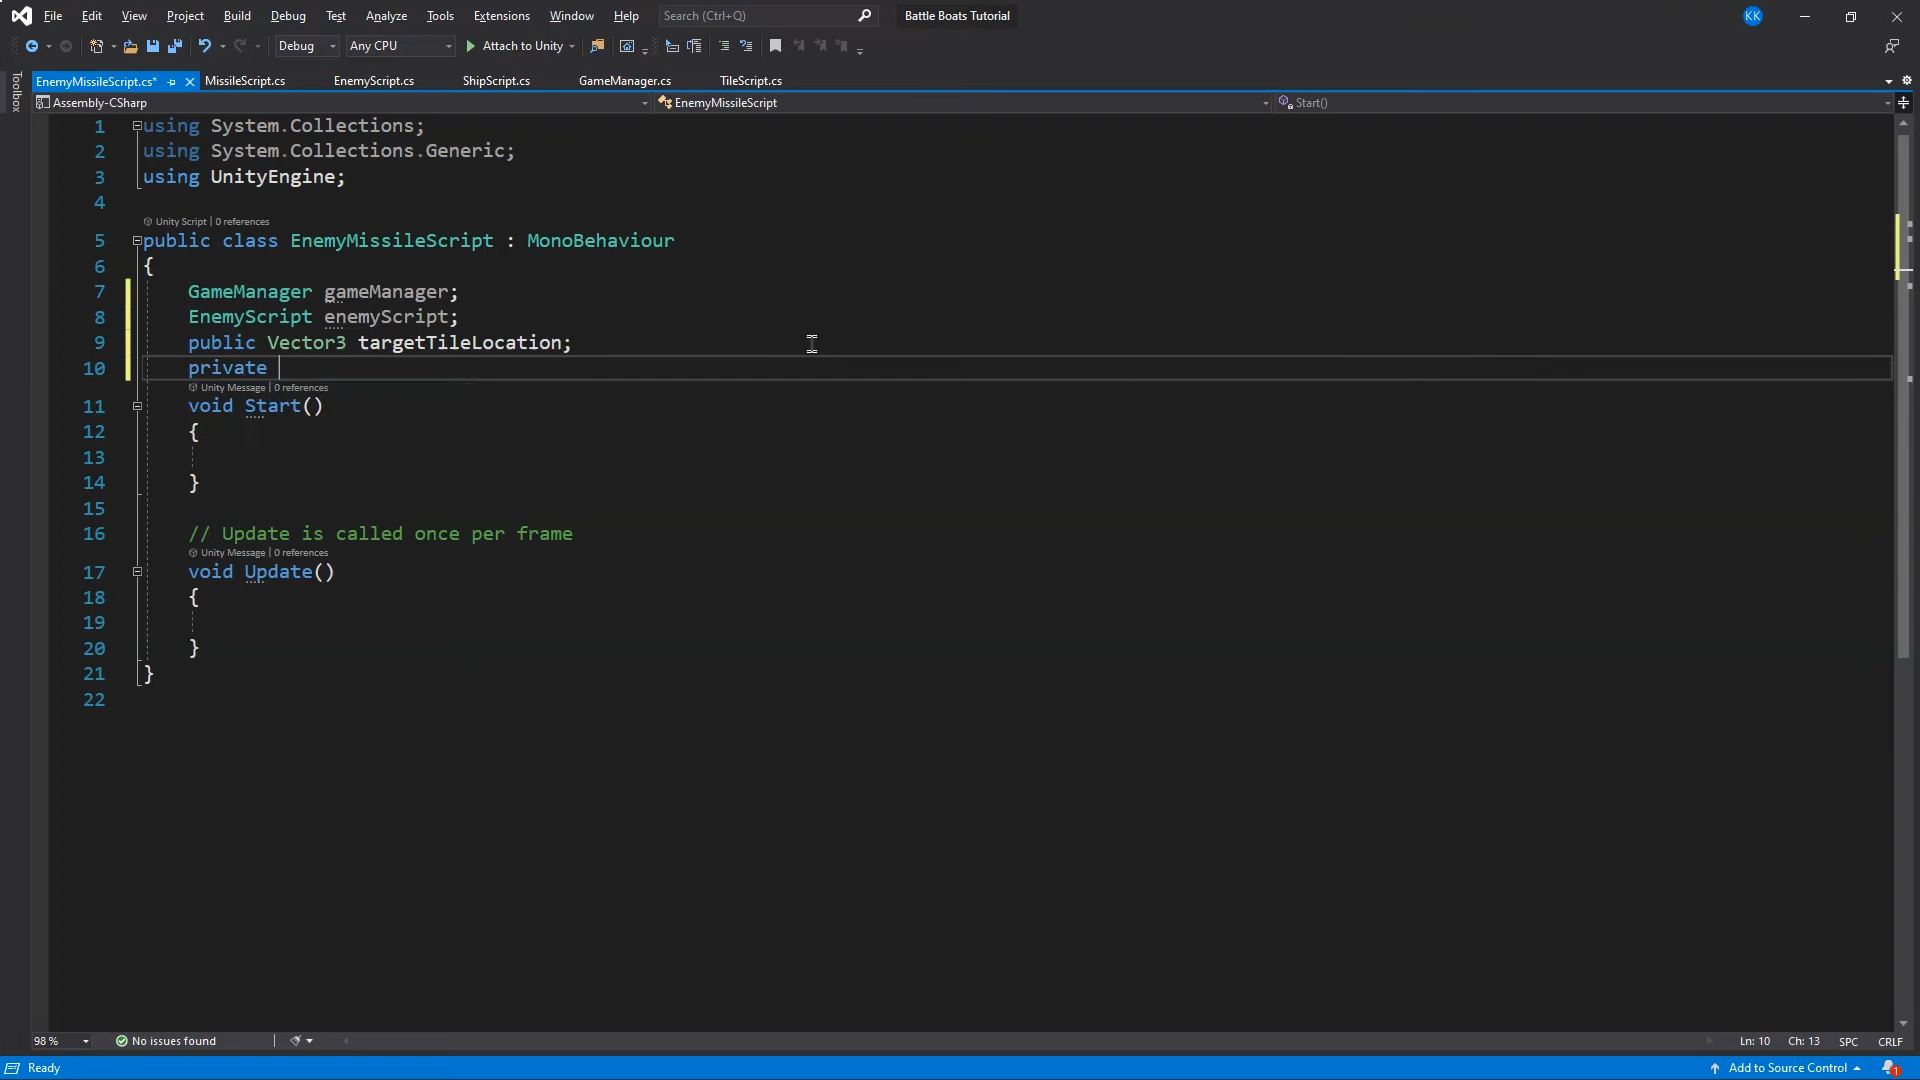 File Edit View Project Build Debug Test Analyze Tools Extensions Window Help Search (Ctrl+Q) Battle Boats Tutorial KK
Debug Any CPU Attach to Unity
Toolbox
EnemyMissileScript.cs* MissileScript.cs EnemyScript.cs ShipScript.cs GameManager.cs TileScript.cs
Assembly-CSharp EnemyMissileScript Start()
1 using System.Collections;
2 using System.Collections.Generic;
3 using UnityEngine;
4
Unity Script | 0 references
5 public class EnemyMissileScript : MonoBehaviour
6 {
7 GameManager gameManager;
8 EnemyScript enemyScript;
9 public Vector3 targetTileLocation;
10 private
Unity Message | 0 references
11 void Start()
12 {
13
14 }
15
16 // Update is called once per frame
Unity Message | 0 references
17 void Update()
18 {
19
20 }
21 }
22
98 % No issues found Ln: 10 Ch: 13 SPC CRLF
Ready Add to Source Control 1